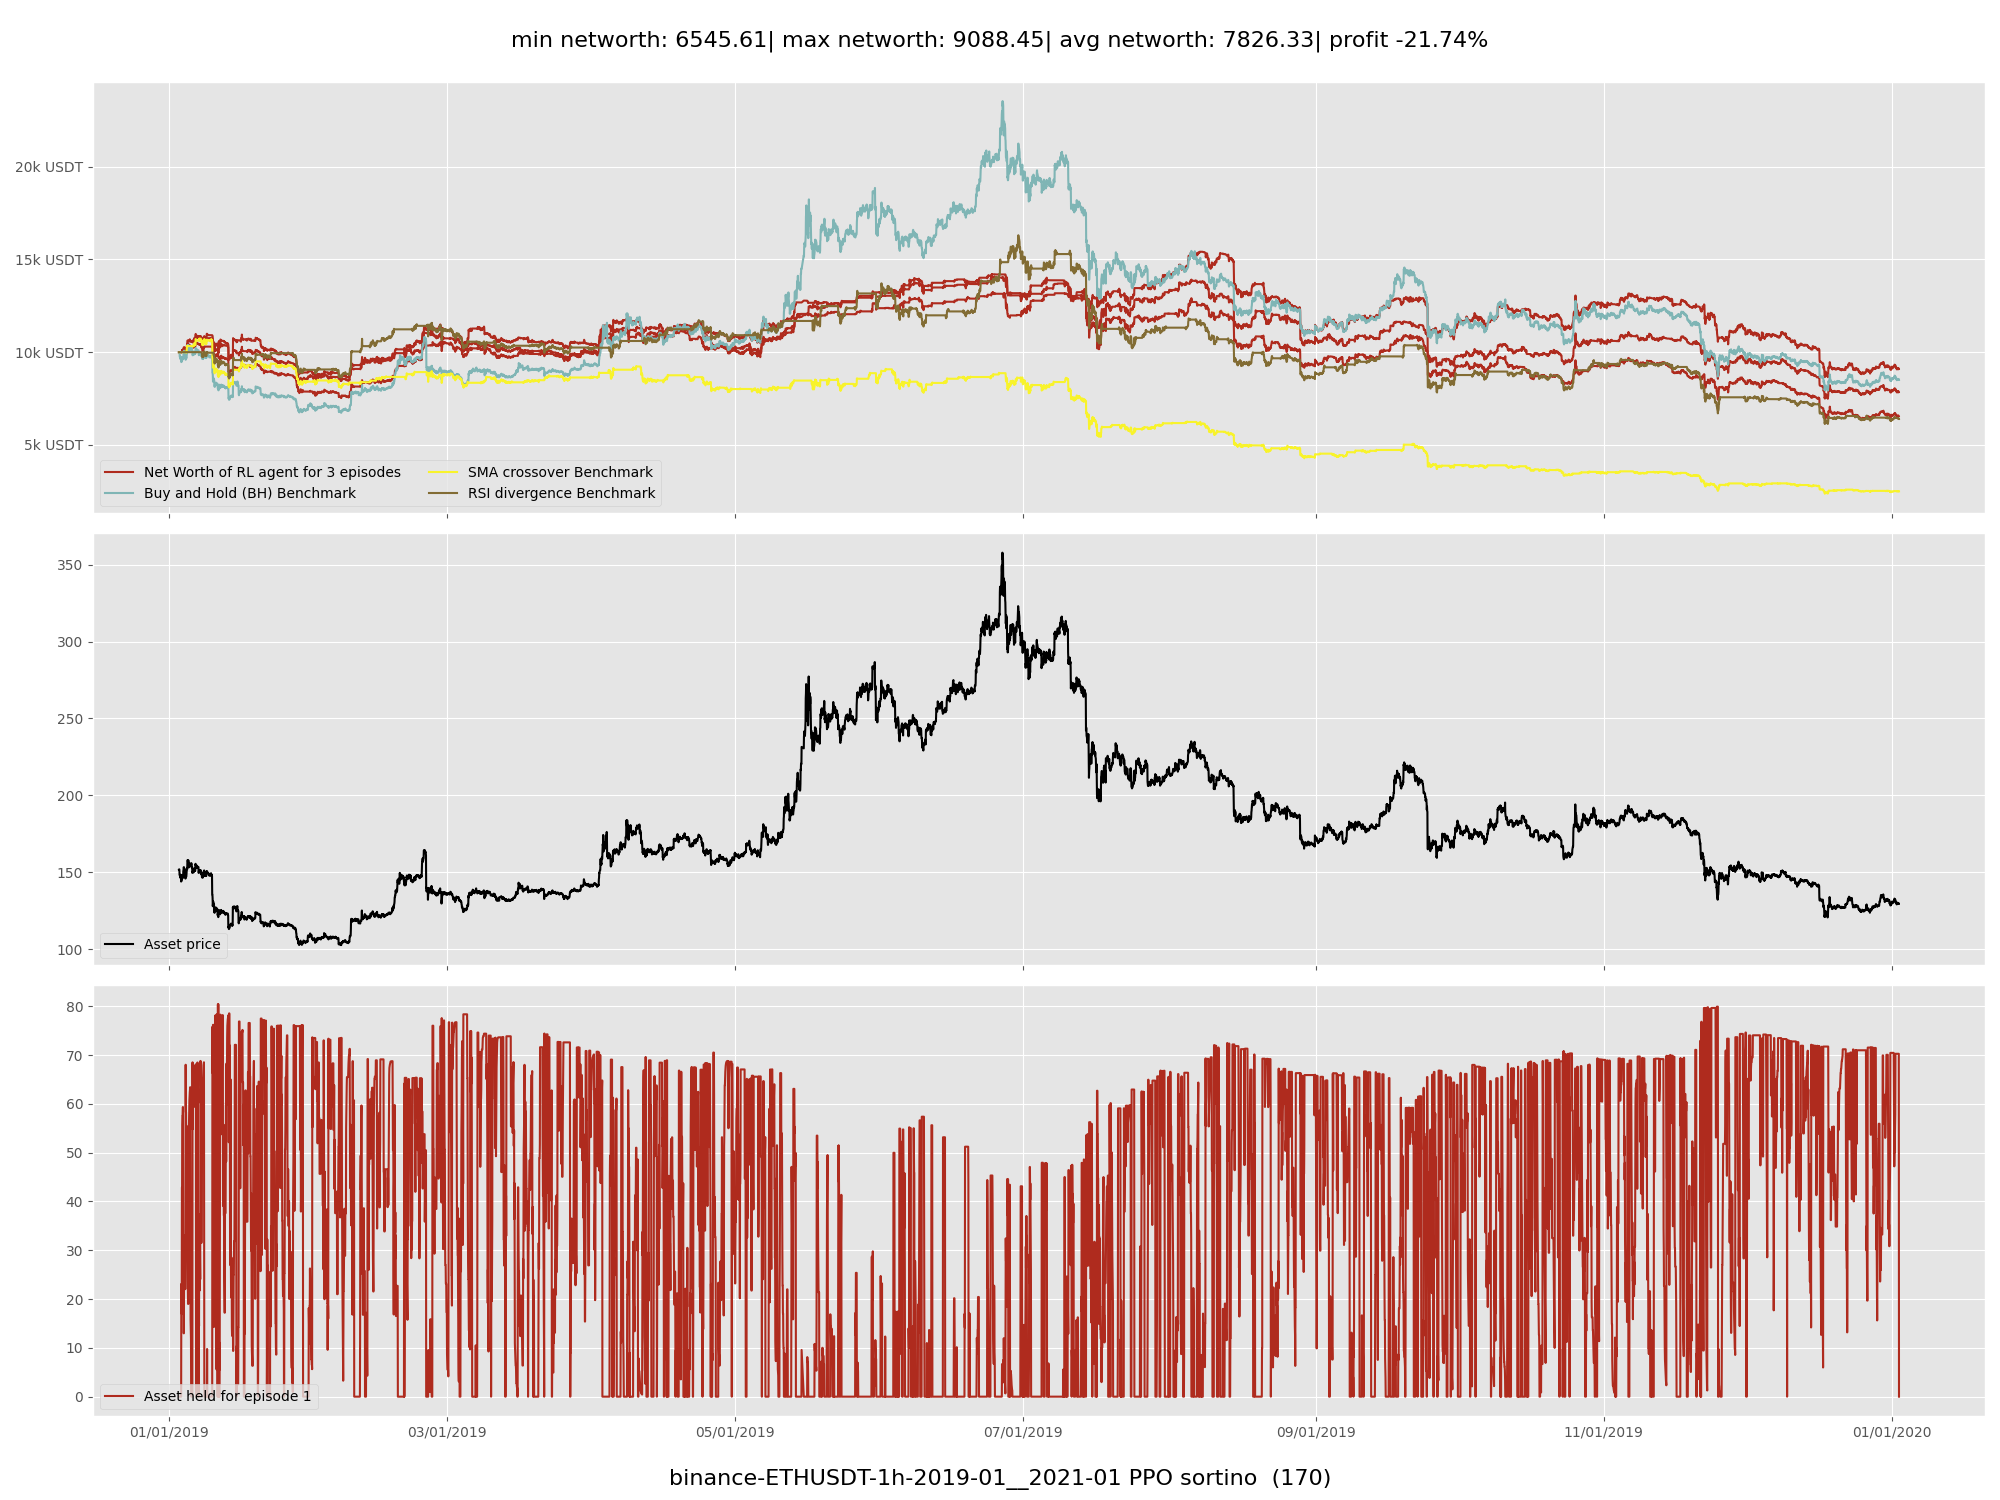 min networth: 6545.61| max networth: 9088.45| avg networth: 7826.33| profit -21.74%
20k USDT
15k USDT
10k USDT
5k USDT
Net Worth of RL agent for 3 episodes
Buy and Hold (BH) Benchmark
SMA crossover Benchmark
RSI divergence Benchmark
350
300
250
200
150
100
Asset price
80
70
60
50
40
30
20
10
0
Asset held for episode 1
01/01/2019
03/01/2019
05/01/2019
07/01/2019
09/01/2019
11/01/2019
01/01/2020
binance-ETHUSDT-1h-2019-01__2021-01 PPO sortino  (170)